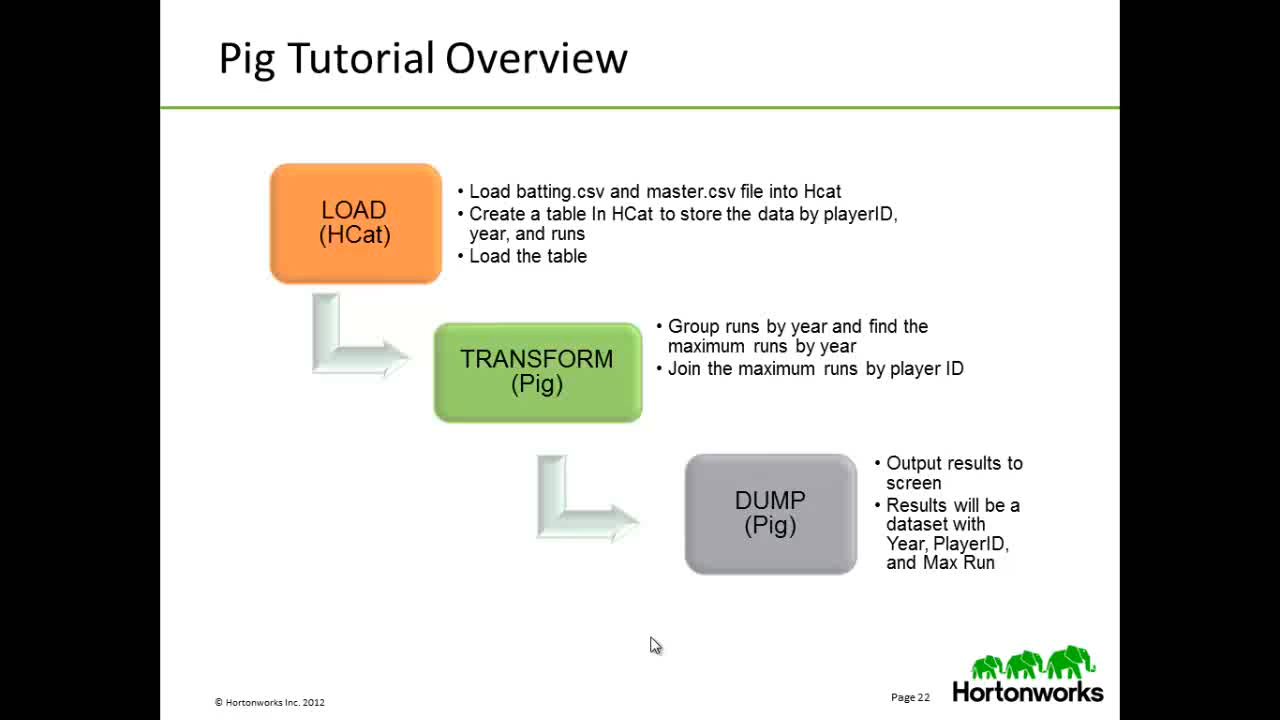 Pig Tutorial Overview
LOAD
(HCat)
• Load batting.csv and master.csv file into Hcat
• Create a table In HCat to store the data by playerID,
year, and runs
• Load the table
TRANSFORM
(Pig)
• Group runs by year and find the
maximum runs by year
• Join the maximum runs by player ID
DUMP
(Pig)
• Output results to
screen
• Results will be a
dataset with
Year, PlayerID,
and Max Run
© Hortonworks Inc. 2012
Page 22
Hortonworks